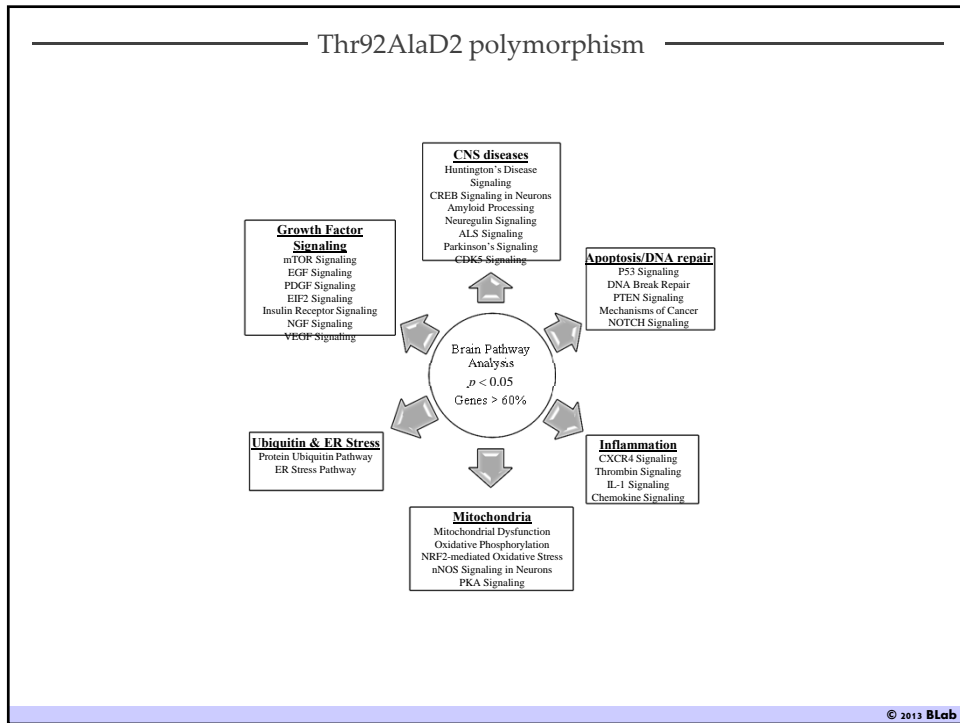 Thr92AlaD2 polymorphism
CNS diseases
Huntington's Disease
Signaling
CREB Signaling in Neurons
Amyloid Processing
Neuregulin Signaling
ALS Signaling
Parkinson's Signaling
CDK5 Signaling
Growth Factor
Signaling
mTOR Signaling
EGF Signaling
PDGF Signaling
EIF2 Signaling
Insulin Receptor Signaling
NGF Signaling
VEGF Signaling
Apoptosis/DNA repair
P53 Signaling
DNA Break Repair
PTEN Signaling
Mechanisms of Cancer
NOTCH Signaling
Brain Pathway
Analysis
p < 0.05
Genes > 60%
Ubiquitin & ER Stress
Protein Ubiquitin Pathway
ER Stress Pathway
Inflammation
CXCR4 Signaling
Thrombin Signaling
IL-1 Signaling
Chemokine Signaling
Mitochondria
Mitochondrial Dysfunction
Oxidative Phosphorylation
NRF2-mediated Oxidative Stress
nNOS Signaling in Neurons
PKA Signaling
© 2013 BLab